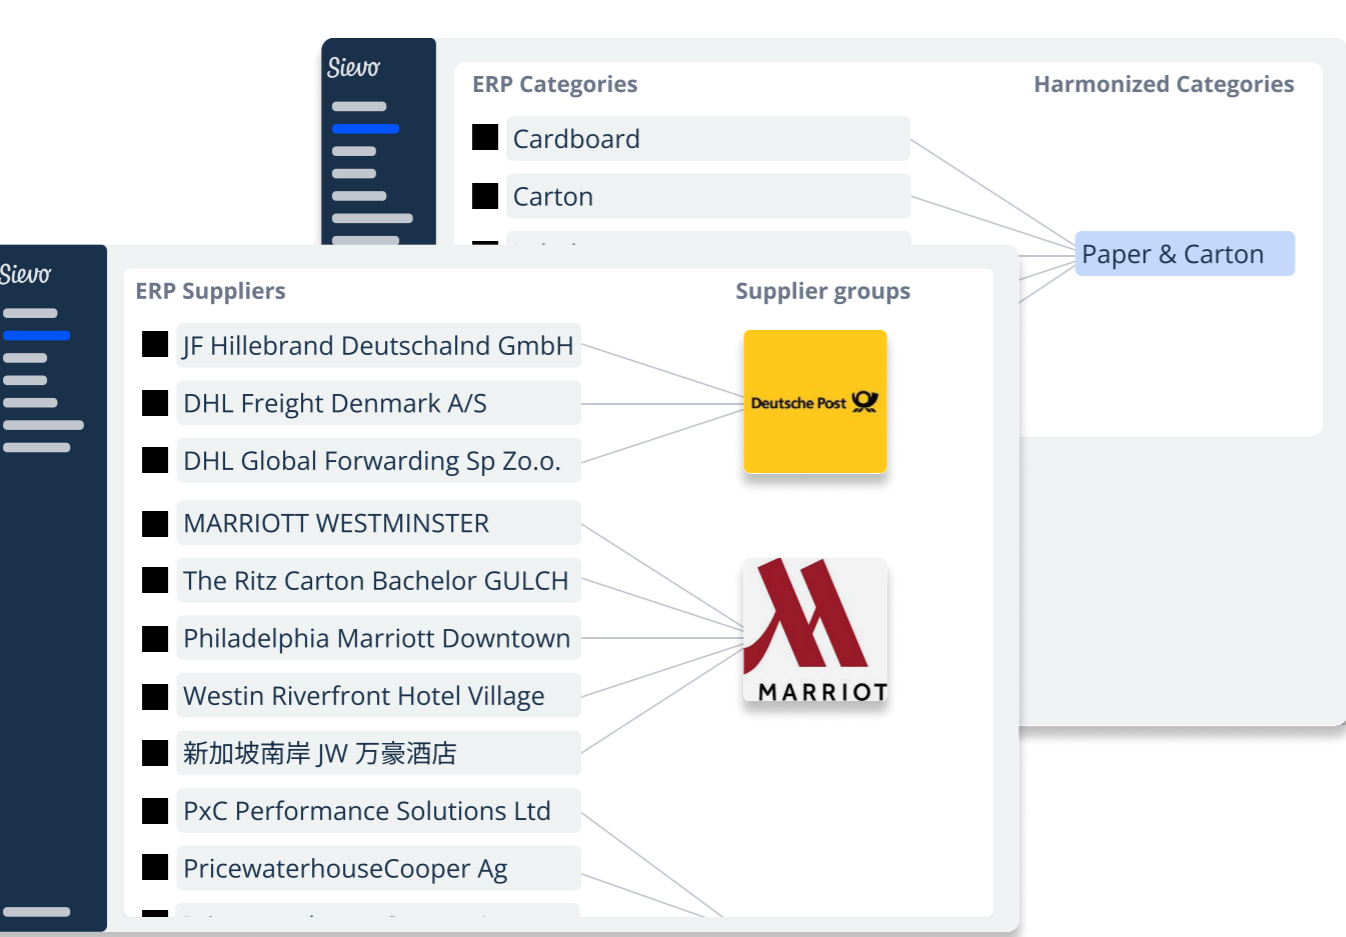 Sievo
ERP Categories
Harmonized Categories
Cardboard
Carton
Paper & Carton
Sievo
ERP Suppliers
Supplier groups
JF Hillebrand Deutschalnd GmbH
DHL Freight Denmark A/S
Deutsche Post
DHL Global Forwarding Sp Zo.o.
MARRIOTT WESTMINSTER
The Ritz Carton Bachelor GULCH
Philadelphia Marriott Downtown
MARRIOT
Westin Riverfront Hotel Village
新加坡南岸 JW 万豪酒店
PxC Performance Solutions Ltd
PricewaterhouseCooper Ag